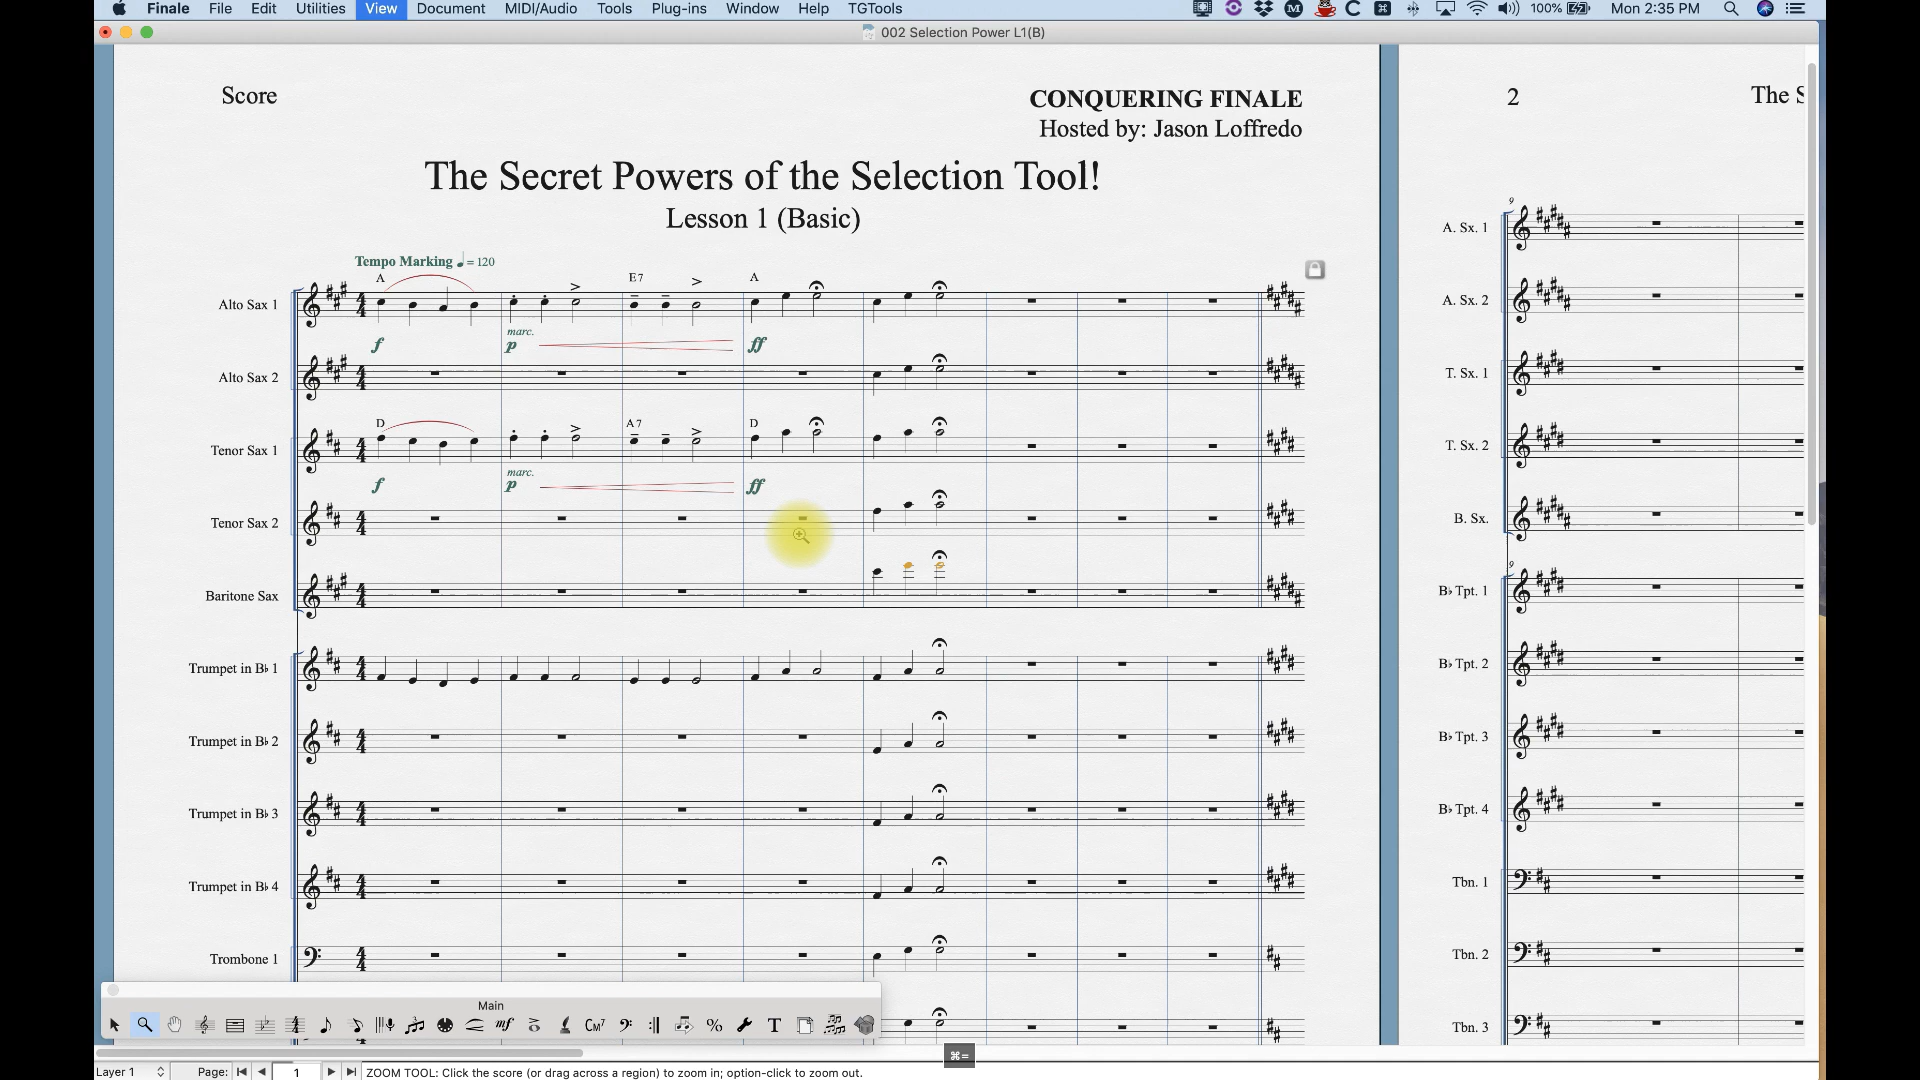 Finale File Edit Utilities View Document MIDI/Audio Tools Plug-ins Window Help TGTools 100% Mon 2:35 PM
002 Selection Power L1(B)
Score
CONQUERING FINALE
Hosted by: Jason Loffredo
2
The S
The Secret Powers of the Selection Tool!
Lesson 1 (Basic)
Tempo Marking ♩ = 120
A E7 A
Alto Sax 1
marc.
f p ff
Alto Sax 2
D A7 D
Tenor Sax 1
marc.
f p ff
Tenor Sax 2
Baritone Sax
Trumpet in B♭ 1
Trumpet in B♭ 2
Trumpet in B♭ 3
Trumpet in B♭ 4
Trombone 1
9
A. Sx. 1
A. Sx. 2
T. Sx. 1
T. Sx. 2
B. Sx.
9
B♭ Tpt. 1
B♭ Tpt. 2
B♭ Tpt. 3
B♭ Tpt. 4
Tbn. 1
Tbn. 2
Tbn. 3
Main
mf CM7 %  T
⌘=
Layer 1 Page: 1 ZOOM TOOL: Click the score (or drag across a region) to zoom in; option-click to zoom out.